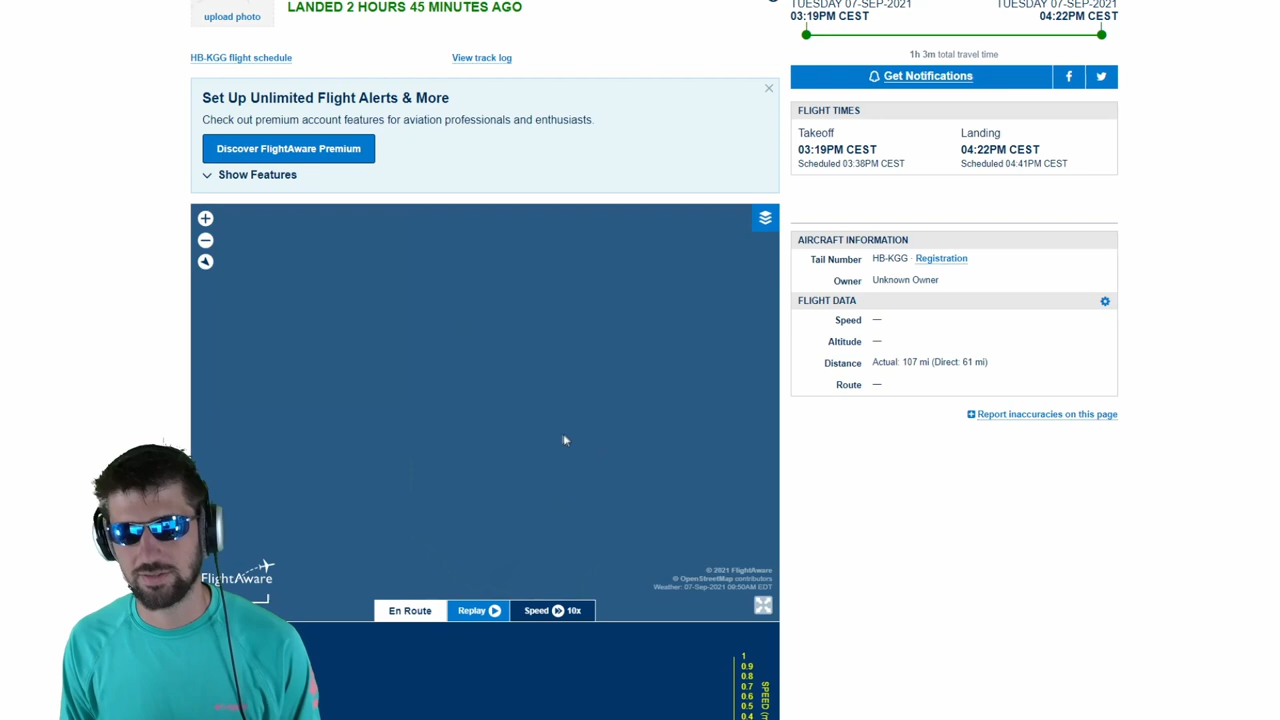 upload photo
LANDED 2 HOURS 45 MINUTES AGO
HB-KGG flight schedule
View track log
Set Up Unlimited Flight Alerts & More
Check out premium account features for aviation professionals and enthusiasts.
Discover FlightAware Premium
Show Features
FlightAware
© 2021 FlightAware
© OpenStreetMap contributors
Weather: 07-Sep-2021 09:50AM EDT
En Route
Replay
Speed 10x
1
0.9
0.8
0.7
0.6
0.5
0.4
TUESDAY 07-SEP-2021 TUESDAY 07-SEP-2021
03:19PM CEST 04:22PM CEST
1h 3m total travel time
Get Notifications
FLIGHT TIMES
Takeoff Landing
03:19PM CEST 04:22PM CEST
Scheduled 03:38PM CEST Scheduled 04:41PM CEST
AIRCRAFT INFORMATION
Tail Number HB-KGG · Registration
Owner Unknown Owner
FLIGHT DATA
Speed —
Altitude —
Distance Actual: 107 mi (Direct: 61 mi)
Route —
Report inaccuracies on this page